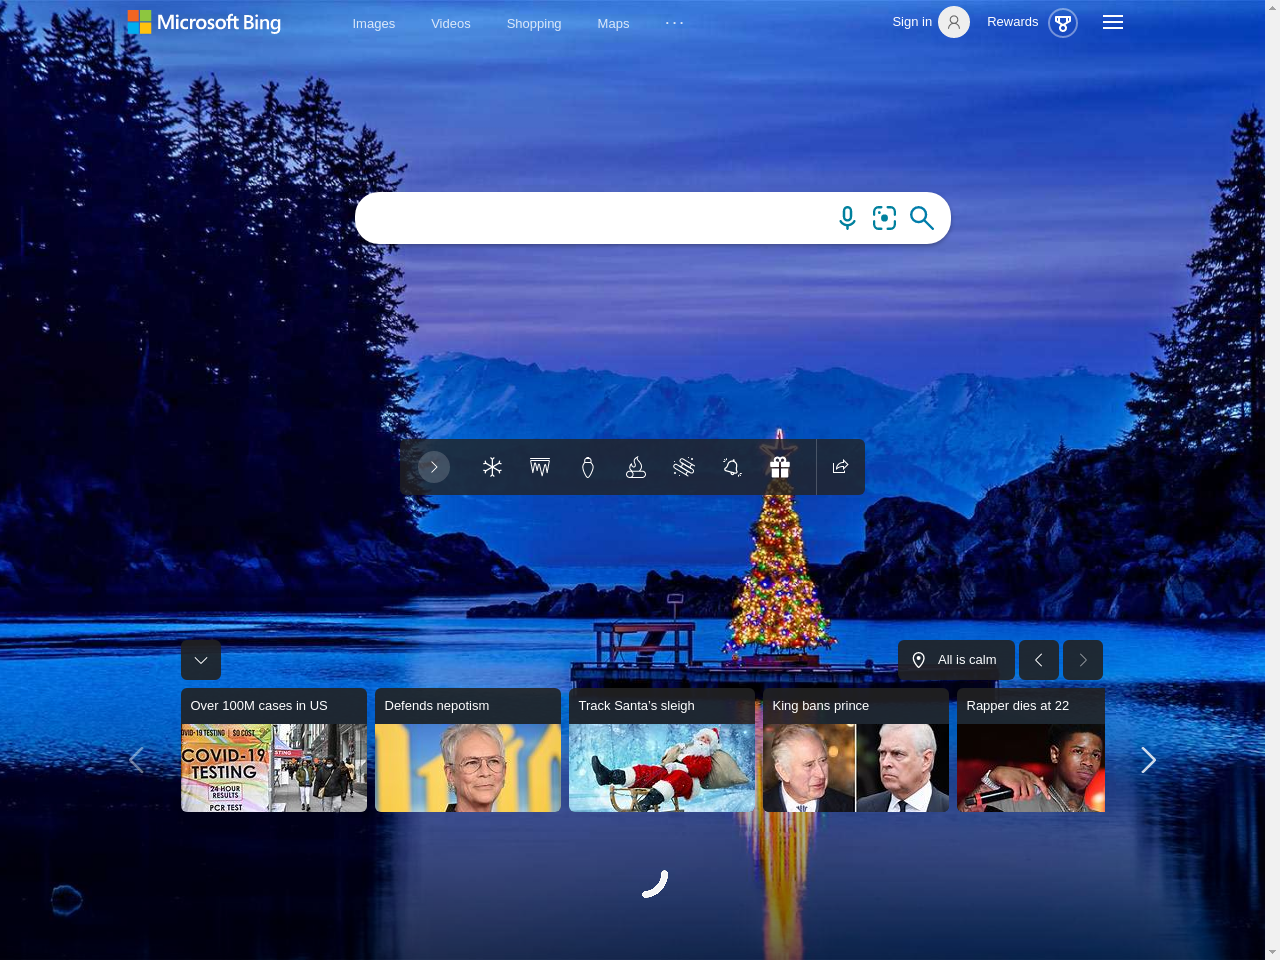 Microsoft Bing
Images
Videos
Shopping
Maps
Sign in
Rewards
All is calm
Over 100M cases in US
Defends nepotism
Track Santa's sleigh
King bans prince
Rapper dies at 22
COVID-19 TESTING | $0 COST
COVID-19
TESTING
24-HOUR
RESULTS
PCR TEST